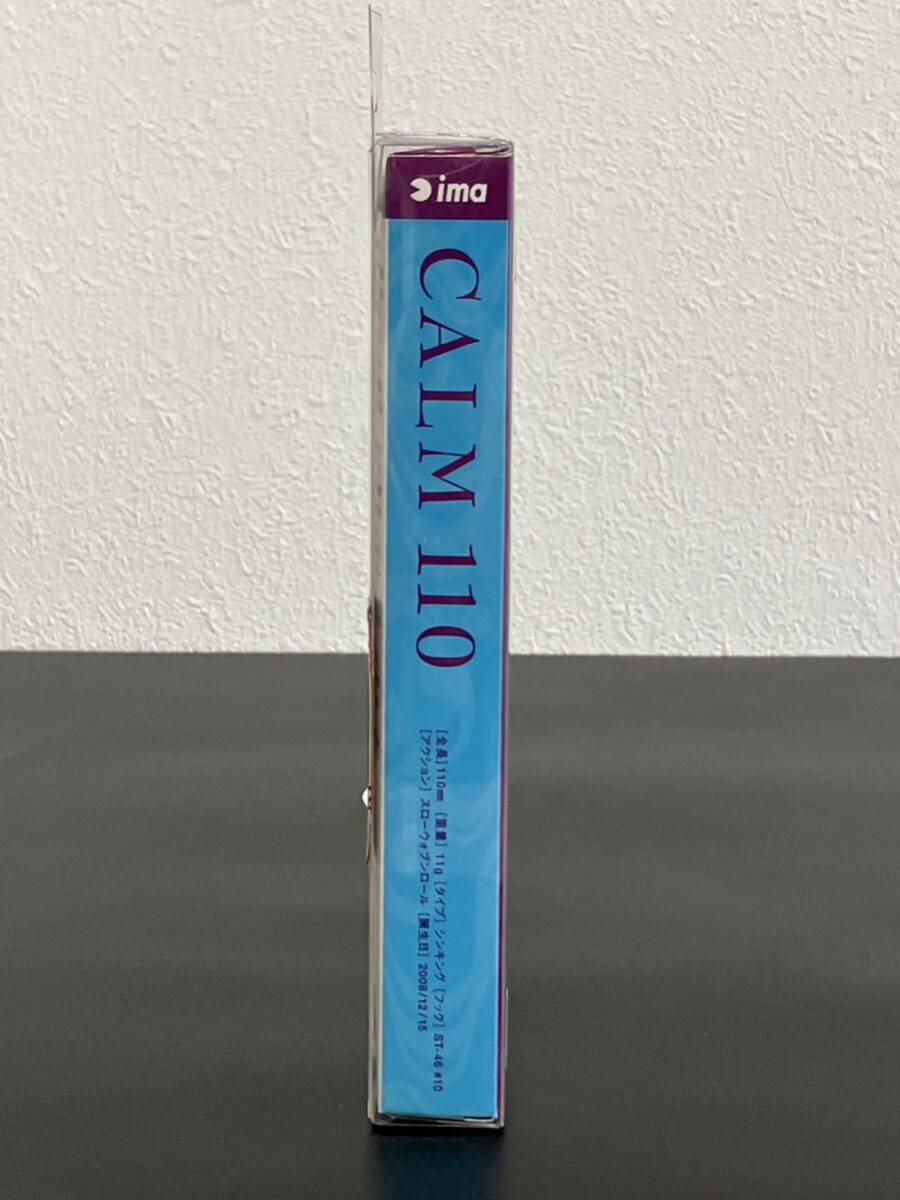 ima
CALM 110
[全長] 110㎜ [重量] 11g [タイプ] シンキング [フック] ST-46 #10
[アクション] スローウォブンロール [誕生日] 2008/12/15